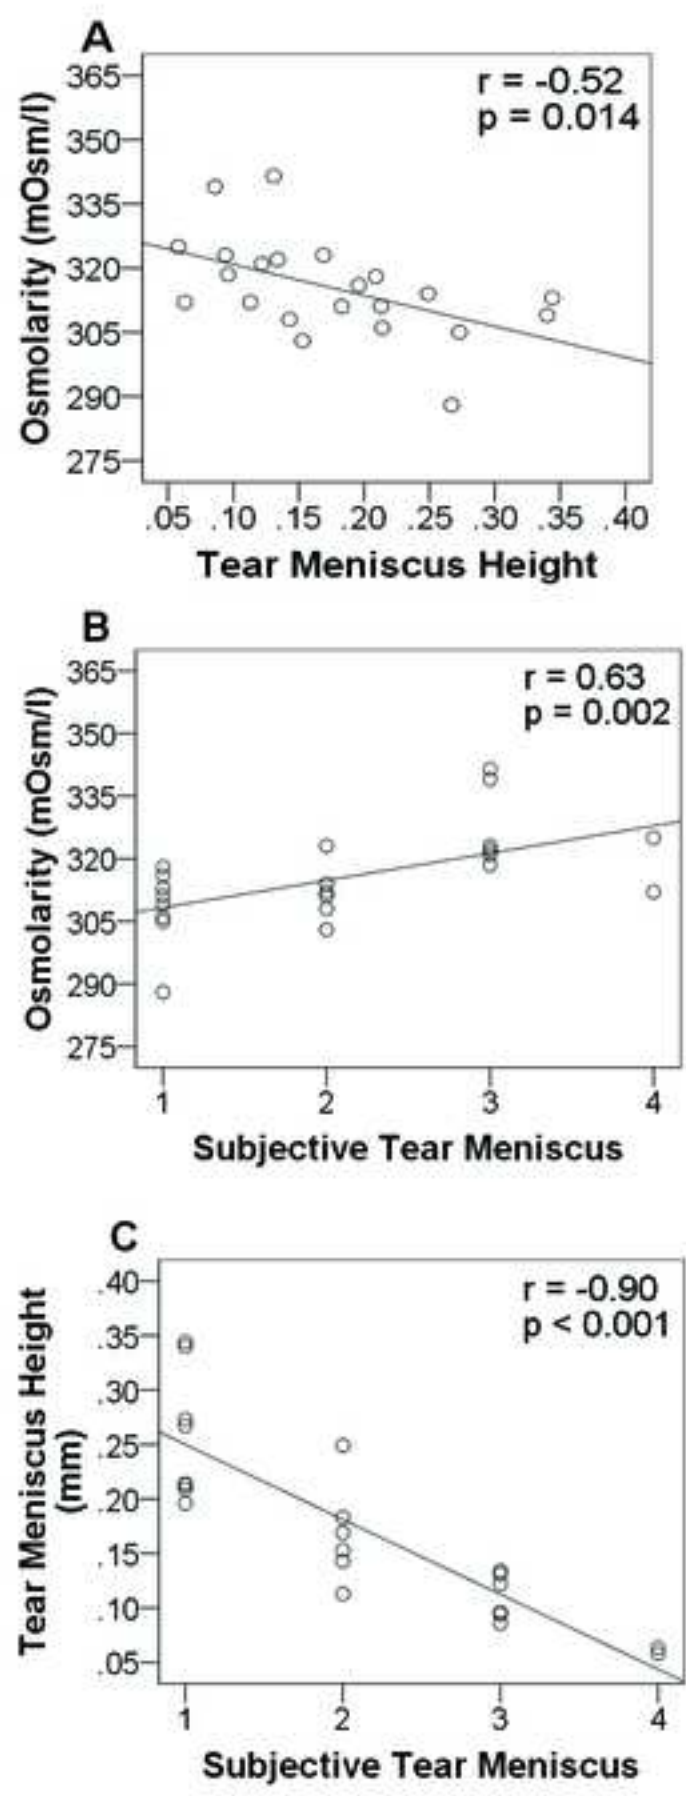 A
r = -0.52
p = 0.014
Osmolarity (mOsm/l)
365
350
335
320
305
290
275
.05 .10 .15 .20 .25 .30 .35 .40
Tear Meniscus Height
B
r = 0.63
p = 0.002
Osmolarity (mOsm/l)
365
350
335
320
305
290
275
1 2 3 4
Subjective Tear Meniscus
C
r = -0.90
p < 0.001
Tear Meniscus Height
(mm)
.40
.35
.30
.25
.20
.15
.10
.05
1 2 3 4
Subjective Tear Meniscus